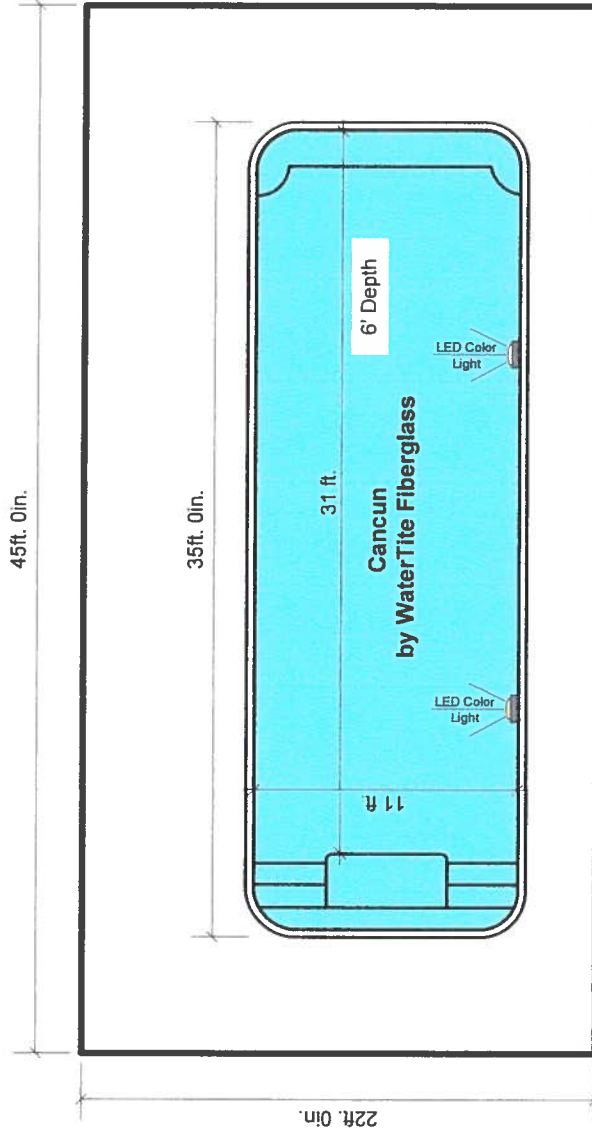 45ft. 0in.
35ft. 0in.
31 ft.
6' Depth
Cancun
by WaterTite Fiberglass
LED Color
Light
LED Color
Light
11 ft
22ft. 0in.